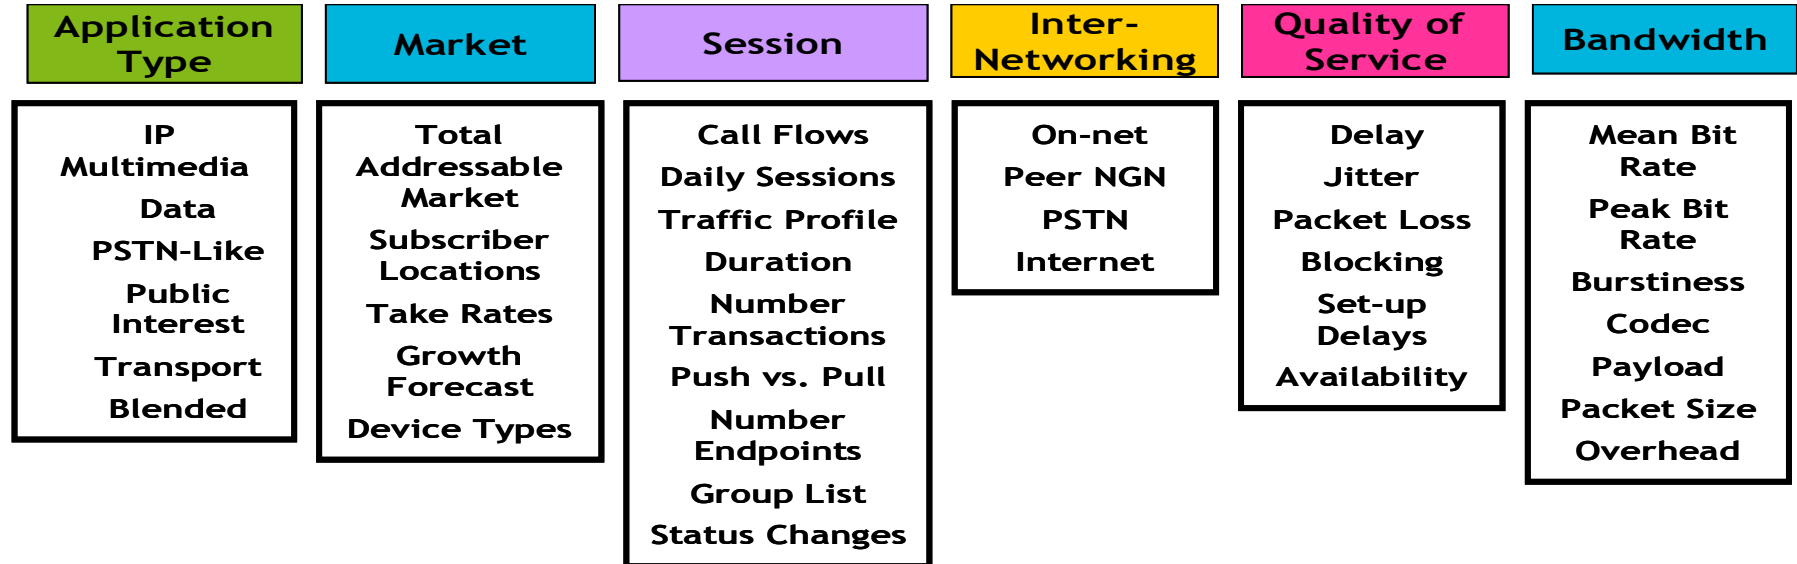 Application
Type
Market
Session
Inter-
Networking
Quality of
Service
Bandwidth
IP
Multimedia
Data
PSTN-Like
Public
Interest
Transport
Blended
Total
Addressable
Market
Subscriber
Locations
Take Rates
Growth
Forecast
Device Types
Call Flows
Daily Sessions
Traffic Profile
Duration
Number
Transactions
Push vs. Pull
Number
Endpoints
Group List
Status Changes
On-net
Peer NGN
PSTN
Internet
Delay
Jitter
Packet Loss
Blocking
Set-up
Delays
Availability
Mean Bit
Rate
Peak Bit
Rate
Burstiness
Codec
Payload
Packet Size
Overhead